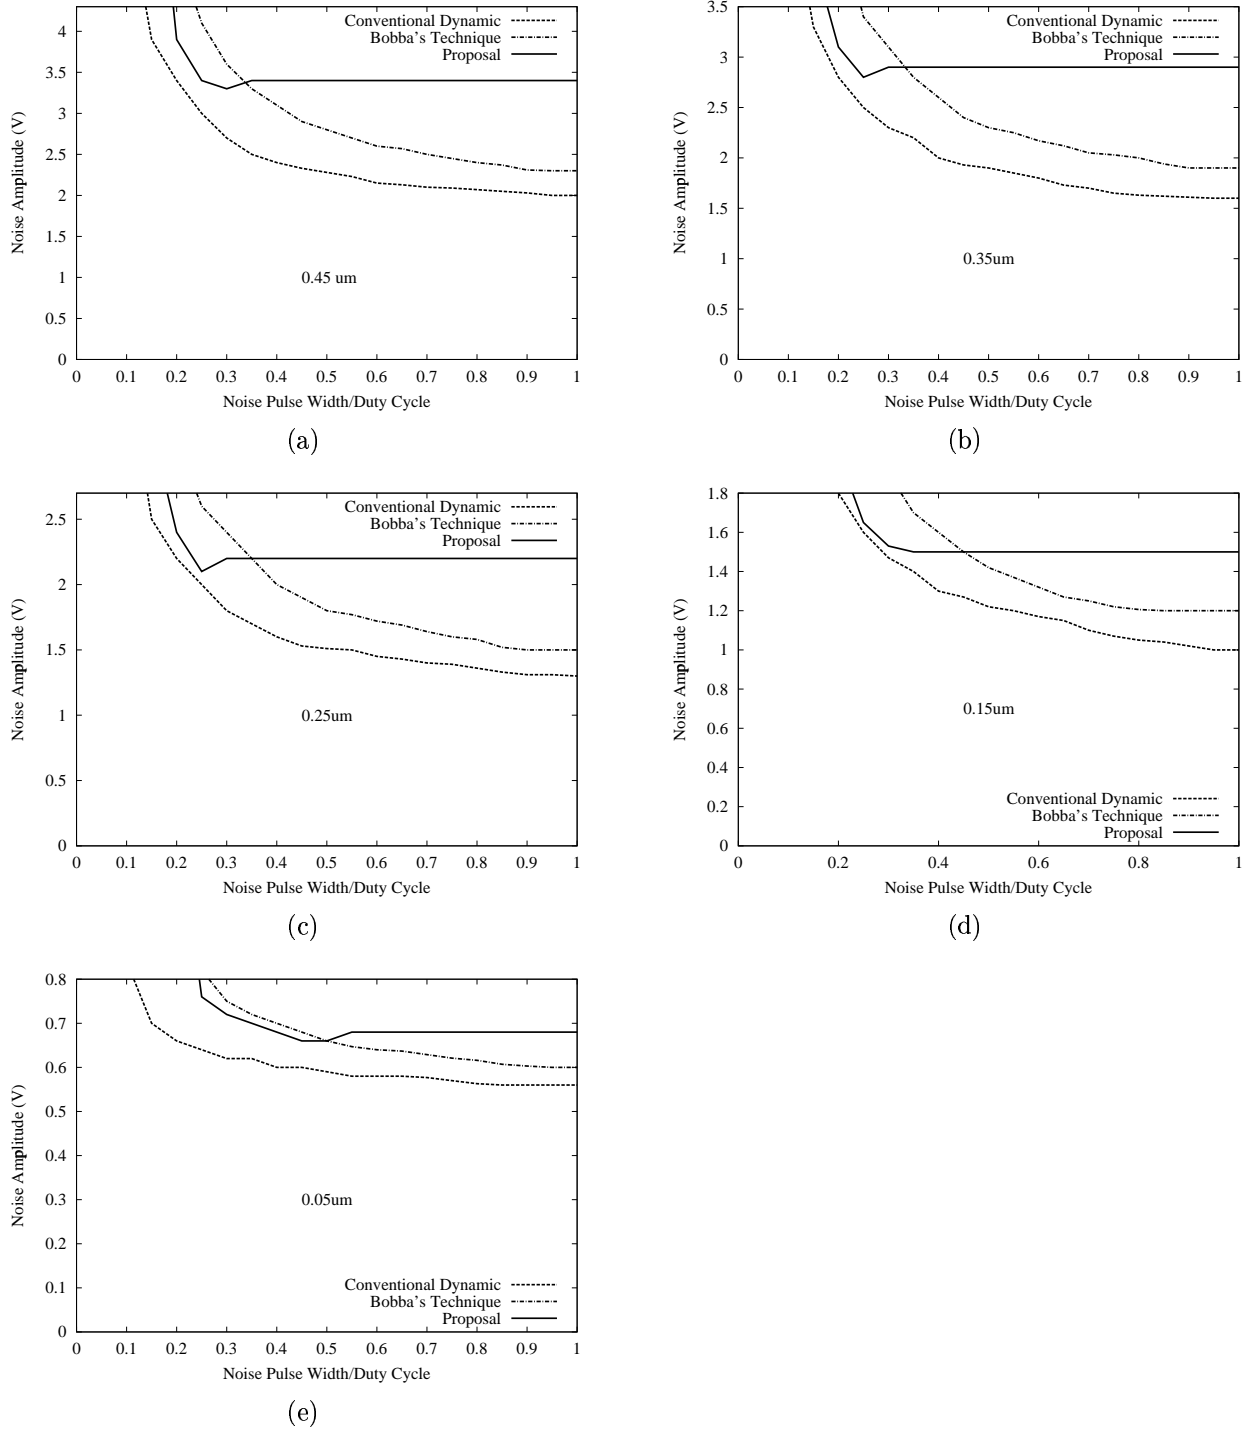 4
3.5
3
2.5
2
1.5
1
0.5
0
Noise Amplitude (V)
Conventional Dynamic
Bobba's Technique
Proposal
0.45 um
0 0.1 0.2 0.3 0.4 0.5 0.6 0.7 0.8 0.9 1
Noise Pulse Width/Duty Cycle
(a)
3.5
3
2.5
2
1.5
1
0.5
0
Noise Amplitude (V)
Conventional Dynamic
Bobba's Technique
Proposal
0.35um
0 0.1 0.2 0.3 0.4 0.5 0.6 0.7 0.8 0.9 1
Noise Pulse Width/Duty Cycle
(b)
2.5
2
1.5
1
0.5
0
Noise Amplitude (V)
Conventional Dynamic
Bobba's Technique
Proposal
0.25um
0 0.1 0.2 0.3 0.4 0.5 0.6 0.7 0.8 0.9 1
Noise Pulse Width/Duty Cycle
(c)
1.8
1.6
1.4
1.2
1
0.8
0.6
0.4
0.2
0
Noise Amplitude (V)
0.15um
Conventional Dynamic
Bobba's Technique
Proposal
0 0.2 0.4 0.6 0.8 1
Noise Pulse Width/Duty Cycle
(d)
0.8
0.7
0.6
0.5
0.4
0.3
0.2
0.1
0
Noise Amplitude (V)
0.05um
Conventional Dynamic
Bobba's Technique
Proposal
0 0.1 0.2 0.3 0.4 0.5 0.6 0.7 0.8 0.9 1
Noise Pulse Width/Duty Cycle
(e)